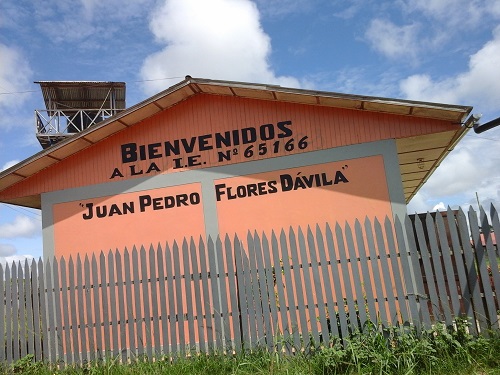 BIENVENIDOS
A LA I.E. Nº 65166
"JUAN PEDRO FLORES DÁVILA"